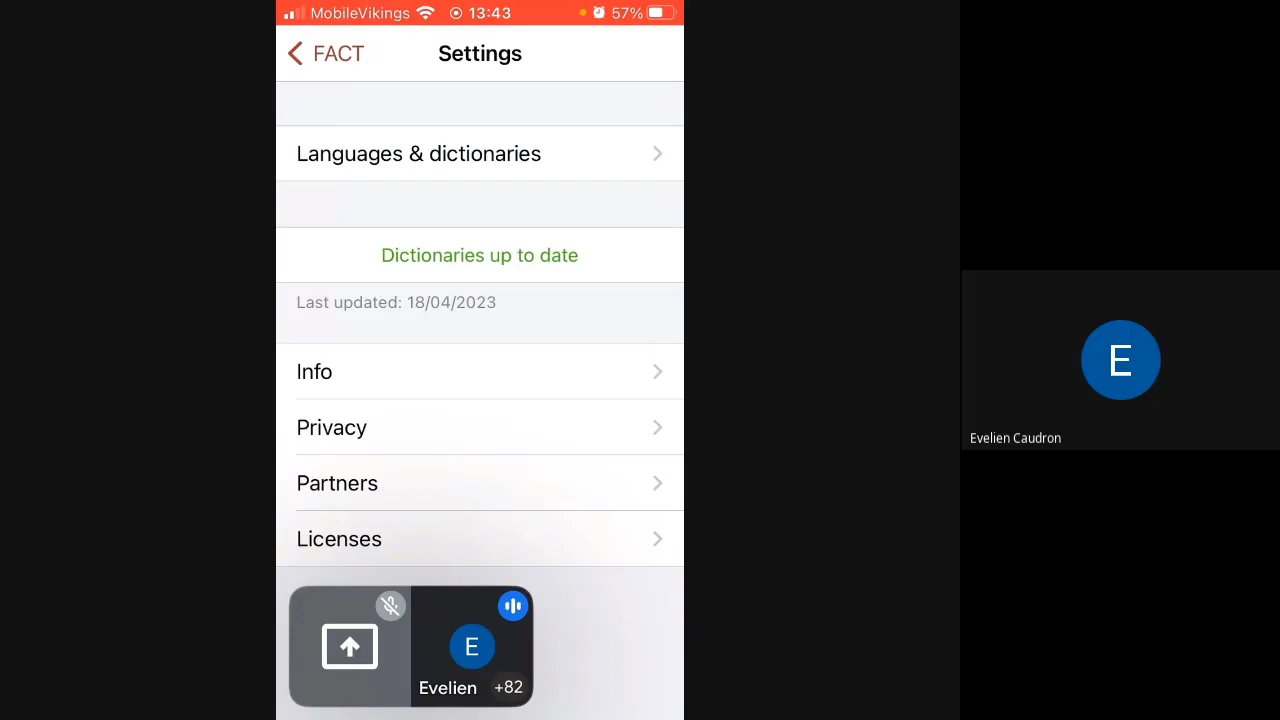 MobileVikings 13:43 57%
FACT Settings
Languages & dictionaries
Dictionaries up to date
Last updated: 18/04/2023
Info
Privacy
Partners
Licenses
E
Evelien +82
E
Evelien Caudron